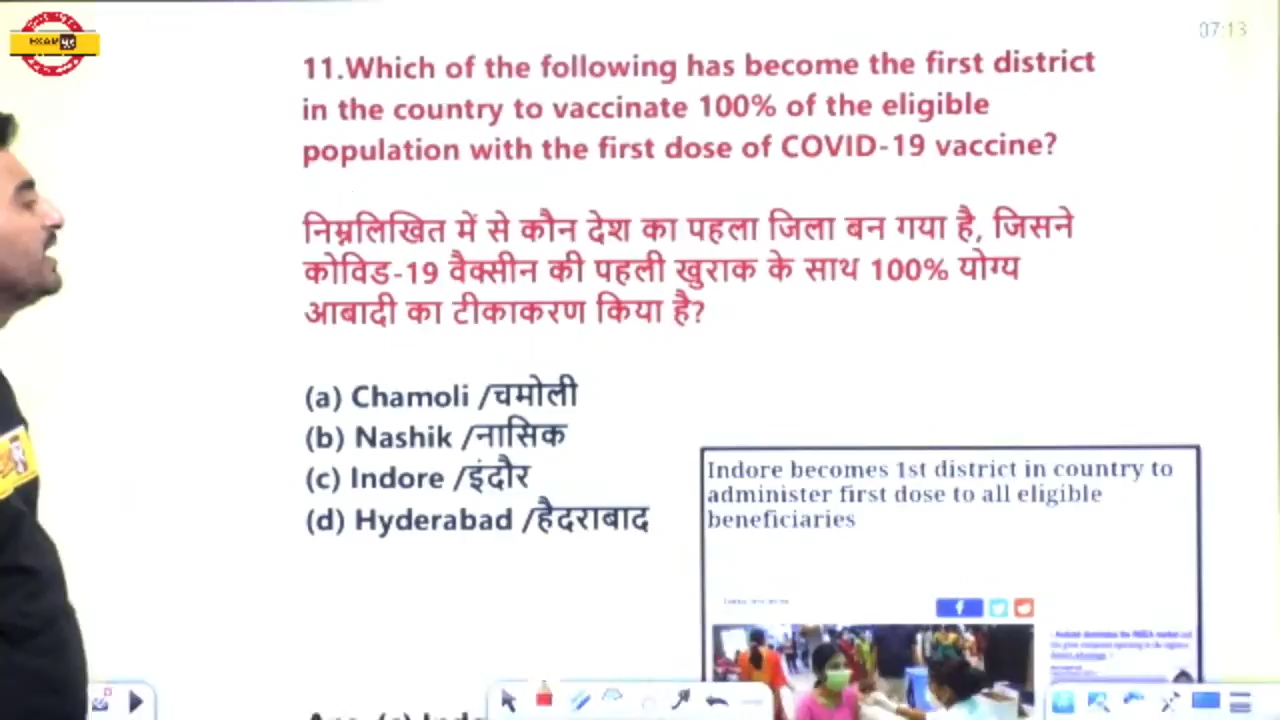 EXAM
07:13
11.Which of the following has become the first district
in the country to vaccinate 100% of the eligible
population with the first dose of COVID-19 vaccine?
निम्नलिखित में से कौन देश का पहला जिला बन गया है, जिसने
कोविड-19 वैक्सीन की पहली खुराक के साथ 100% योग्य
आबादी का टीकाकरण किया है?
(a) Chamoli /चमोली
(b) Nashik /नासिक
(c) Indore /इंदौर
(d) Hyderabad /हैदराबाद
Indore becomes 1st district in country to
administer first dose to all eligible
beneficiaries